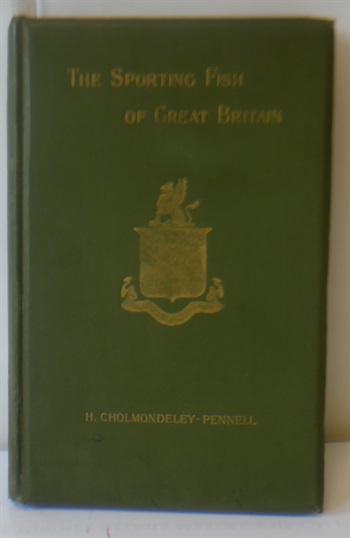 The Sporting Fish
of Great Britain
H. CHOLMONDELEY-PENNELL.